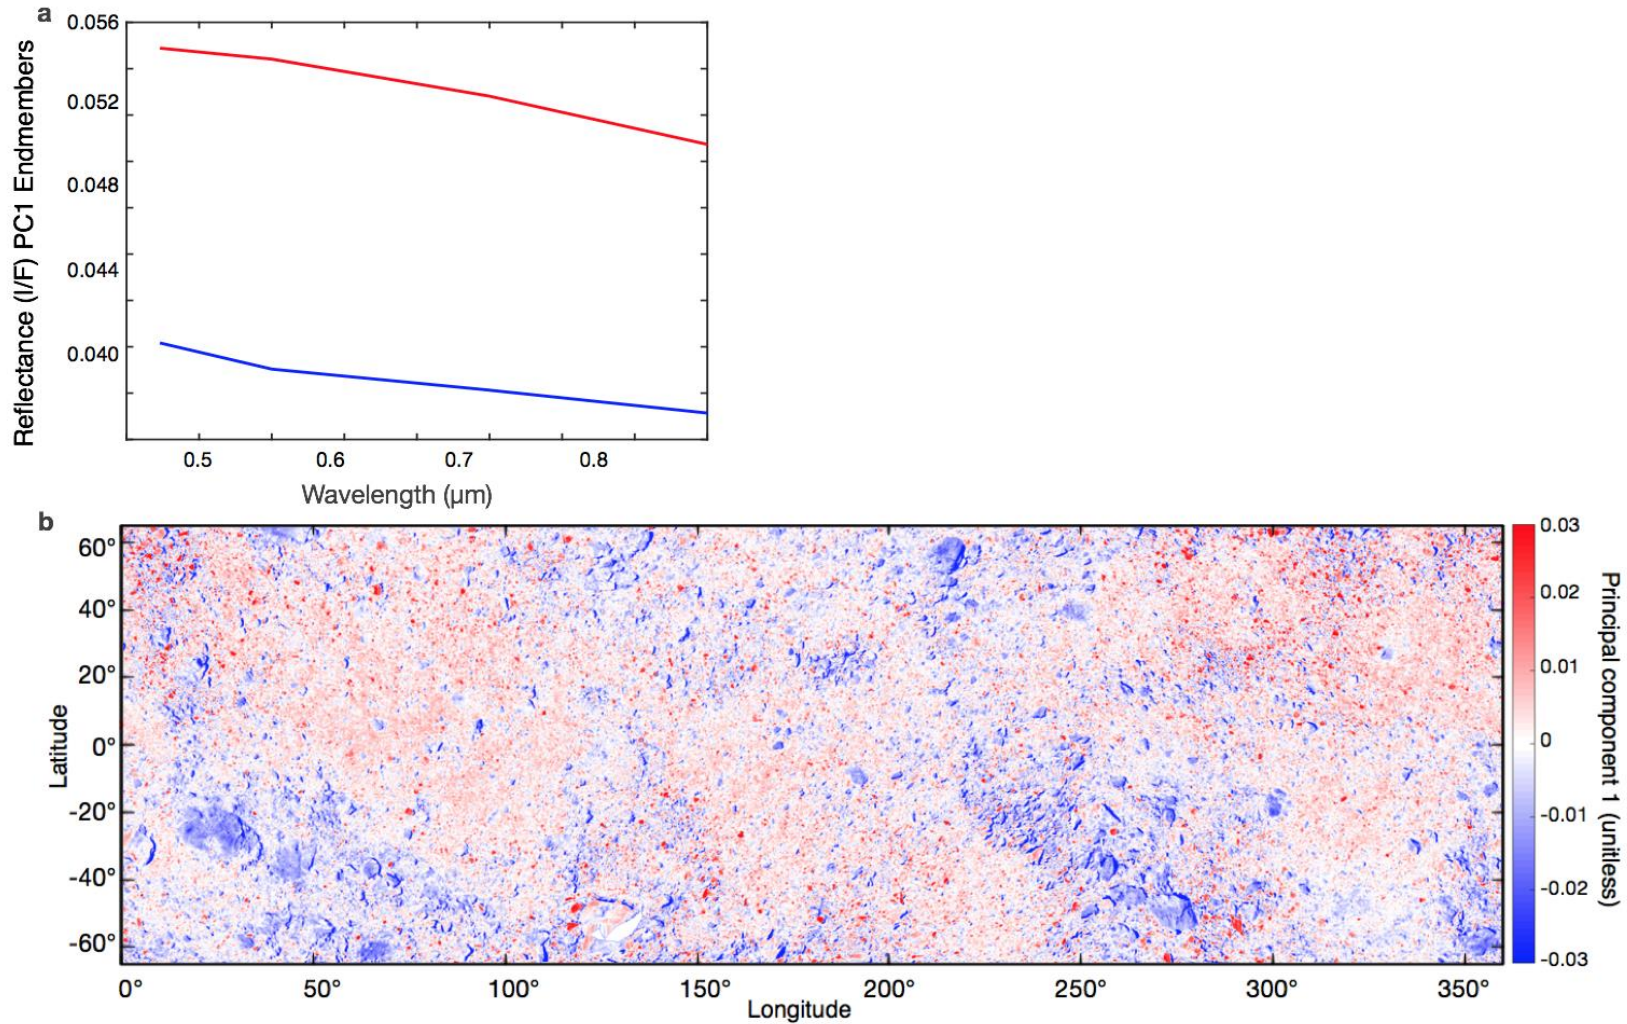 a
Reflectance (I/F) PC1 Endmembers
0.056
0.052
0.048
0.044
0.040
0.5 0.6 0.7 0.8
Wavelength (µm)
b
Latitude
60°
40°
20°
0°
-20°
-40°
-60°
0° 50° 100° 150° 200° 250° 300° 350°
Longitude
0.03
0.02
0.01
0
-0.01
-0.02
-0.03
Principal component 1 (unitless)